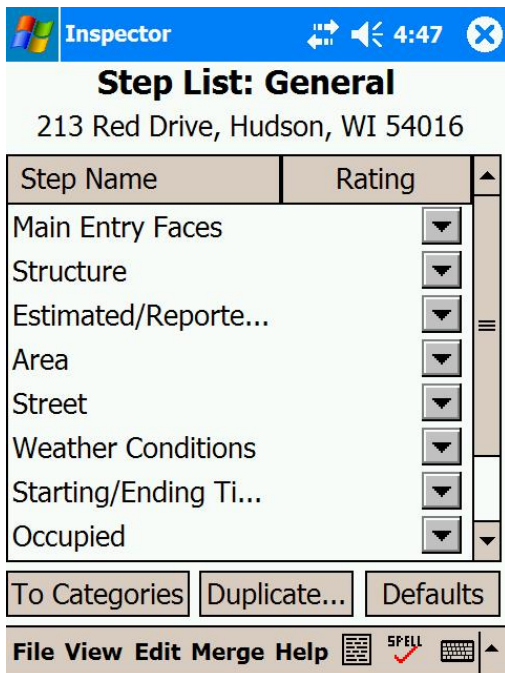 Inspector 4:47
Step List: General
213 Red Drive, Hudson, WI 54016
Step Name Rating
Main Entry Faces
Structure
Estimated/Reporte...
Area
Street
Weather Conditions
Starting/Ending Ti...
Occupied
To Categories Duplicate... Defaults
File View Edit Merge Help SPELL